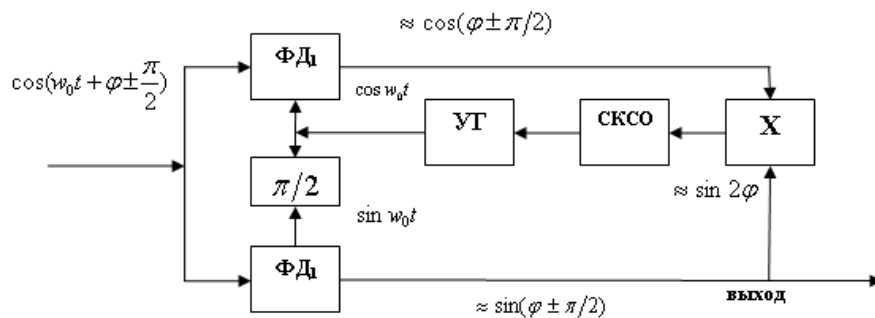 ≈ cos(φ ± π/2)
cos(w₀t + φ ± π/2)
ФД₁
cos w₀t
УГ
СКСО
X
π/2
≈ sin 2φ
sin w₀t
ФД₁
≈ sin(φ ± π/2)
выход